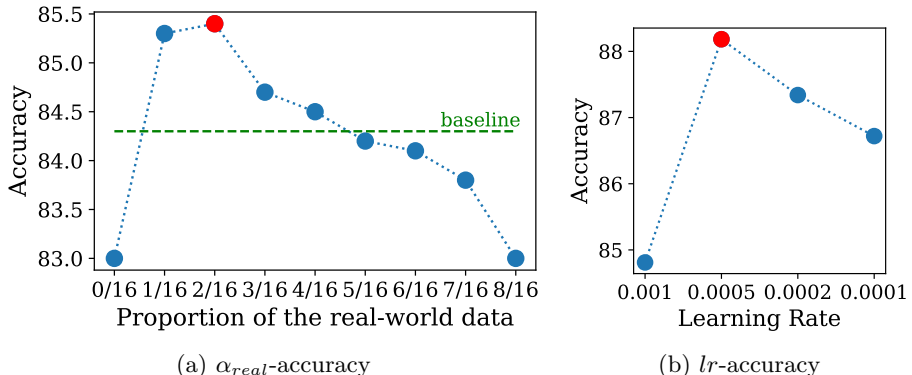 85.5
85.0
84.5
84.0
83.5
83.0
Accuracy
baseline
0/16 1/16 2/16 3/16 4/16 5/16 6/16 7/16 8/16
Proportion of the real-world data
(a) α_real-accuracy
88
87
86
85
Accuracy
0.001 0.0005 0.0002 0.0001
Learning Rate
(b) lr-accuracy